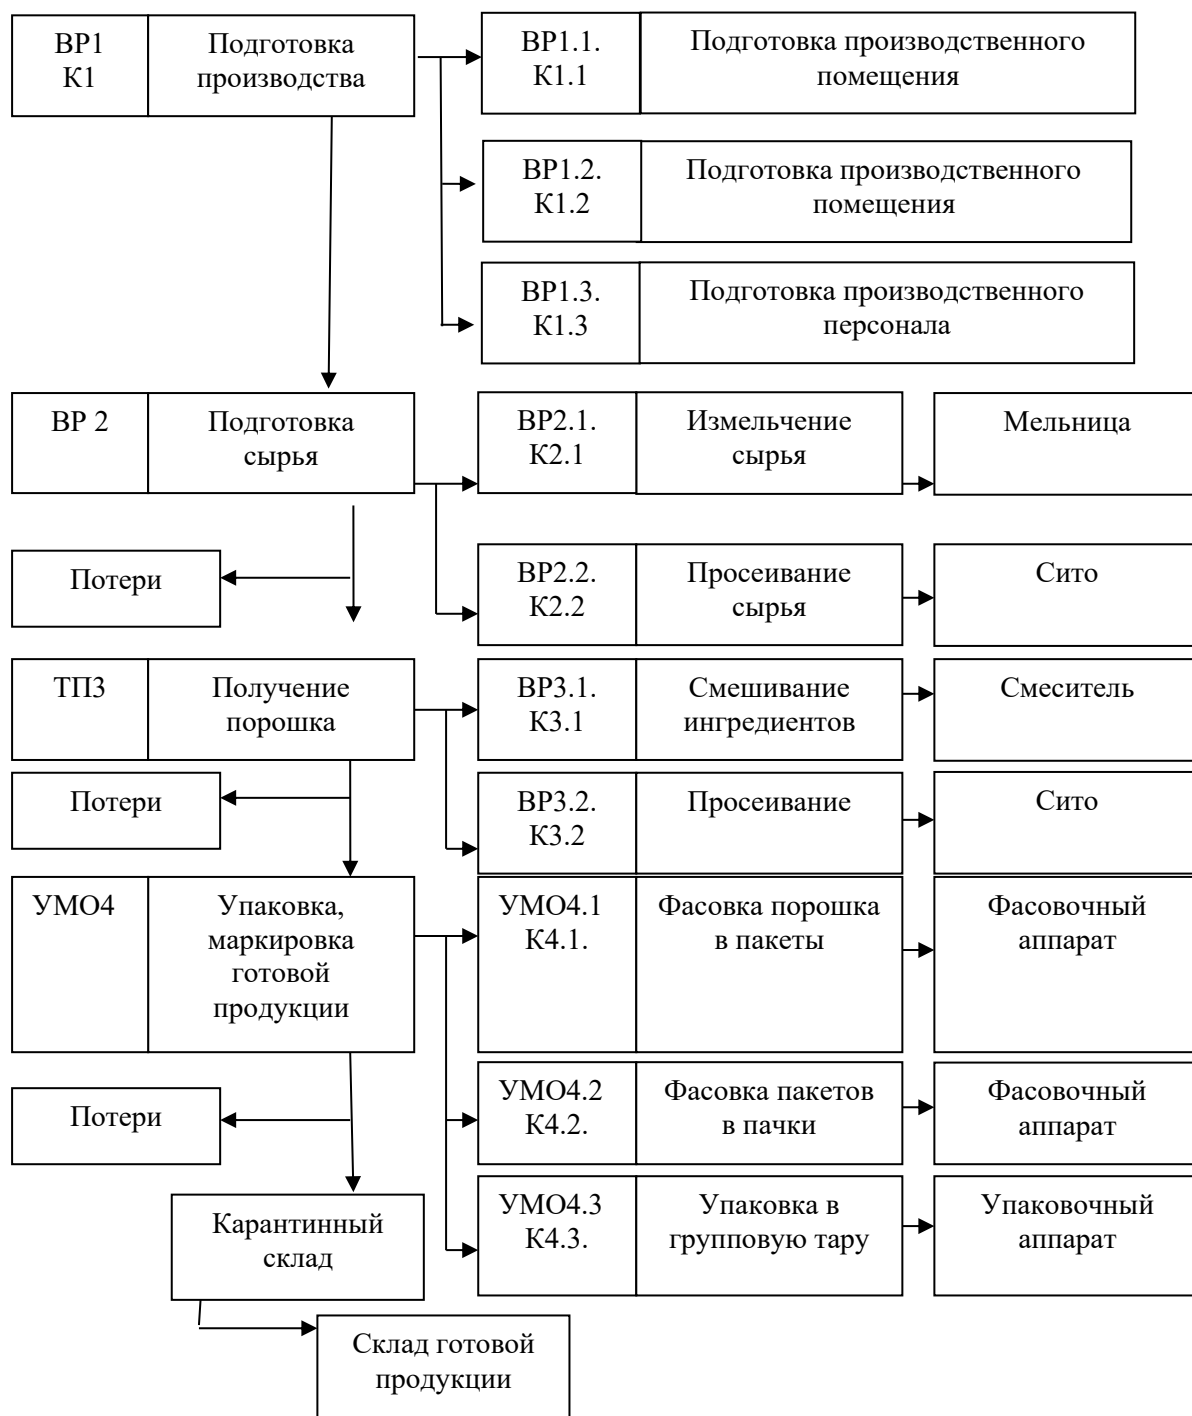 ВР1
К1
Подготовка
производства
ВР1.1.
К1.1
Подготовка производственного
помещения
ВР1.2.
К1.2
Подготовка производственного
помещения
ВР1.3.
К1.3
Подготовка производственного
персонала
ВР 2
Подготовка
сырья
ВР2.1.
К2.1
Измельчение
сырья
Мельница
Потери
ВР2.2.
К2.2
Просеивание
сырья
Сито
ТП3
Получение
порошка
ВР3.1.
К3.1
Смешивание
ингредиентов
Смеситель
Потери
ВР3.2.
К3.2
Просеивание
Сито
УМО4
Упаковка,
маркировка
готовой
продукции
УМО4.1
К4.1.
Фасовка порошка
в пакеты
Фасовочный
аппарат
Потери
УМО4.2
К4.2.
Фасовка пакетов
в пачки
Фасовочный
аппарат
Карантинный
склад
УМО4.3
К4.3.
Упаковка в
групповую тару
Упаковочный
аппарат
Склад готовой
продукции